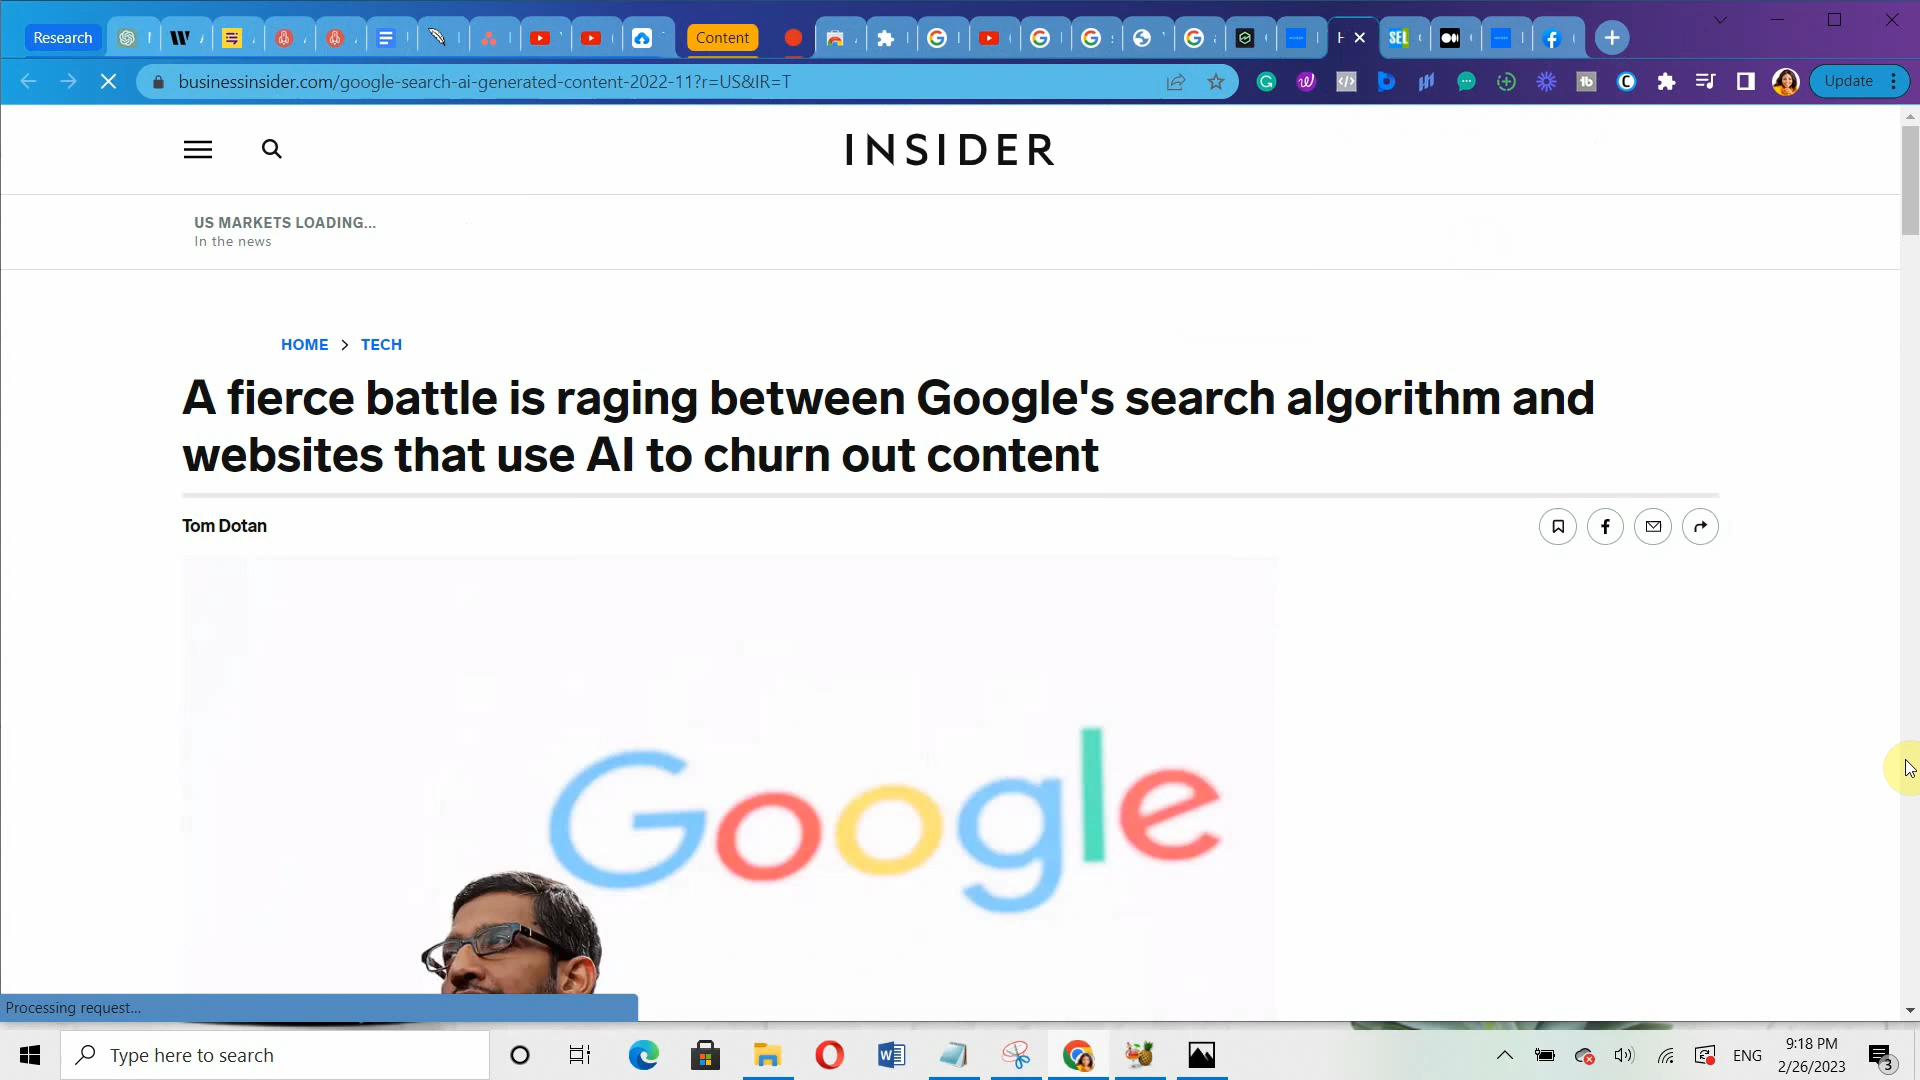 Research
Content
SEL
businessinsider.com/google-search-ai-generated-content-2022-11?r=US&IR=T
Update
INSIDER
US MARKETS LOADING...
In the news
HOME > TECH
A fierce battle is raging between Google's search algorithm and
websites that use AI to churn out content
Tom Dotan
Google
Processing request...
Type here to search
ENG
9:18 PM
2/26/2023
3